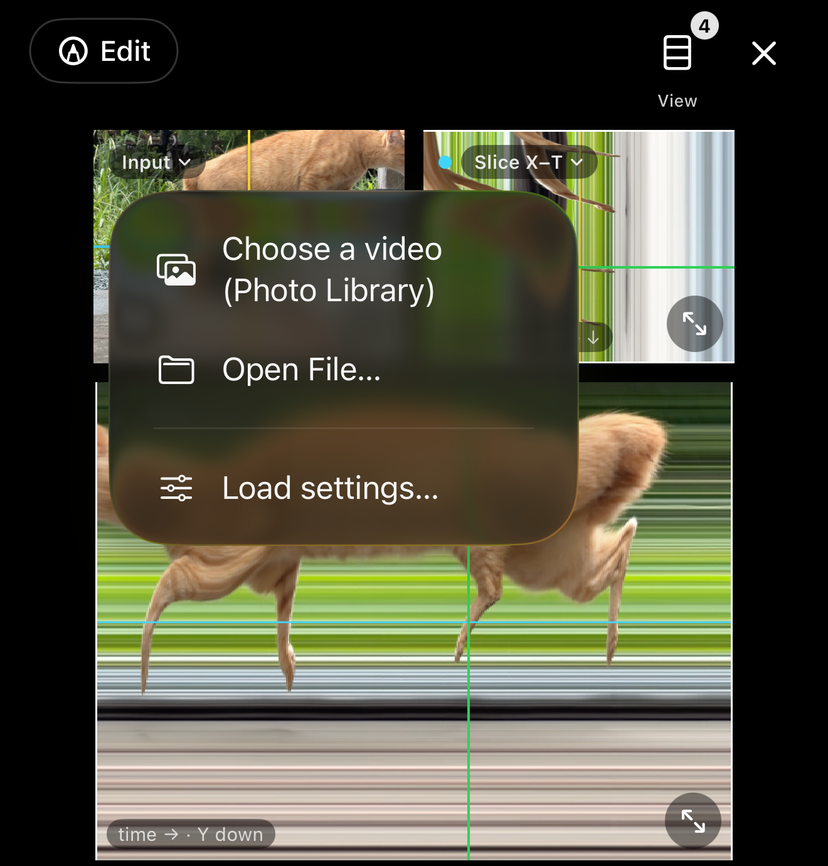 Edit
4
View
Input
Slice X–T
Choose a video
(Photo Library)
↓
Open File...
Load settings...
time → · Y down